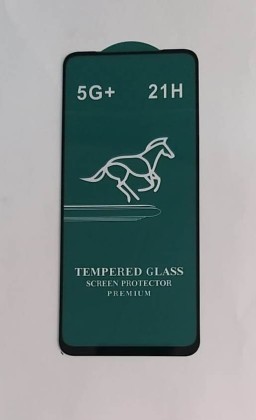 5G+ 21H
TEMPERED GLASS
SCREEN PROTECTOR
PREMIUM